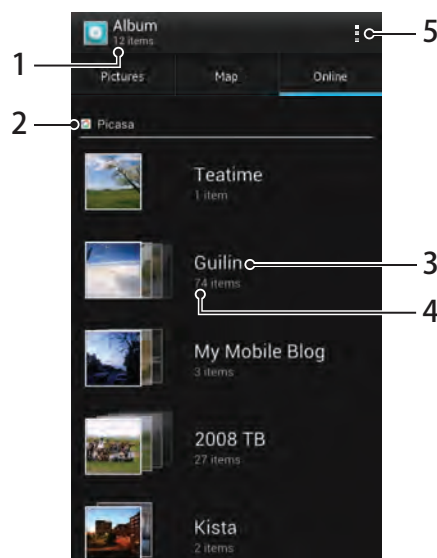 Album
12 items
5
1
Pictures Map Online
2
Picasa
Teatime
1 item
Guilin
3
74 items
4
My Mobile Blog
3 items
2008 TB
27 items
Kista
2 items